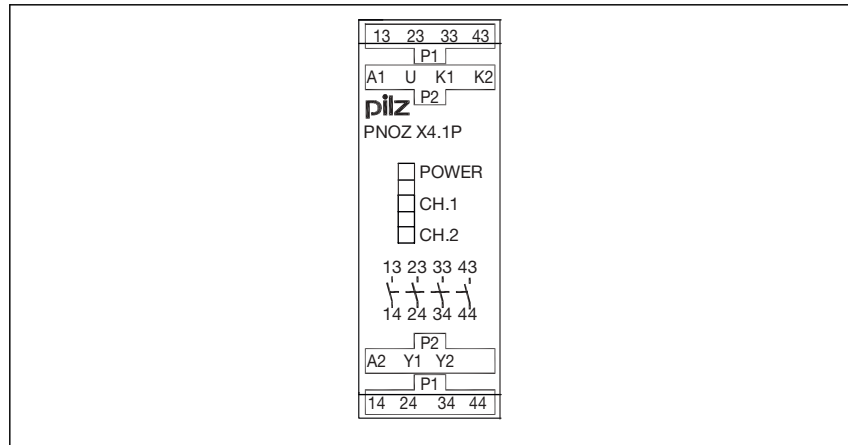 13 23 33 43
P1
A1 U K1 K2
P2
pilz
PNOZ X4.1P
POWER
CH.1
CH.2
13 23 33 43
14 24 34 44
P2
A2 Y1 Y2
P1
14 24 34 44